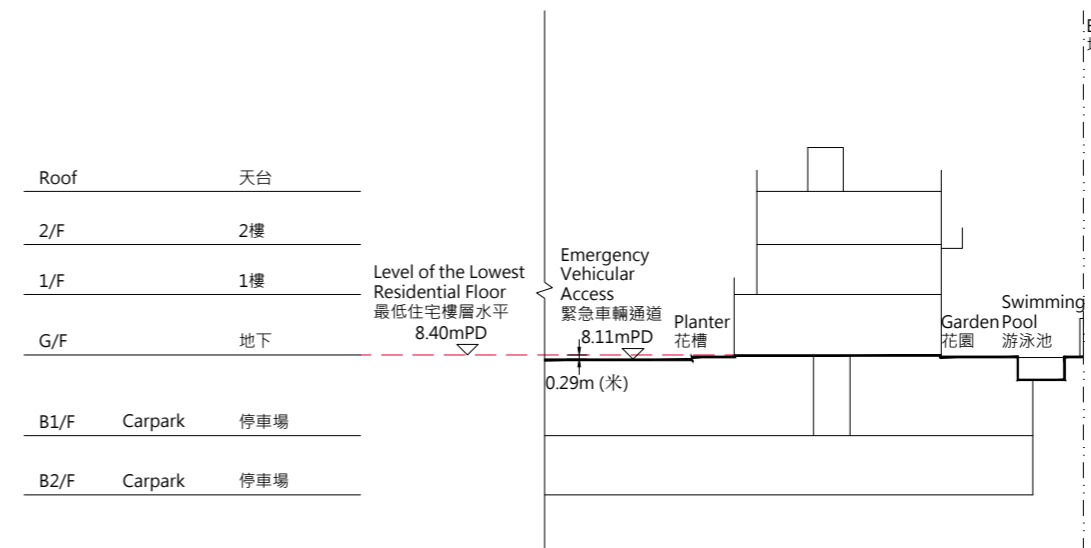 Roof 天台
2/F 2樓
1/F 1樓
G/F 地下
B1/F Carpark 停車場
B2/F Carpark 停車場
Level of the Lowest
Residential Floor
最低住宅樓層水平
8.40mPD
Emergency
Vehicular
Access
緊急車輛通道
8.11mPD
0.29m (米)
Planter
花槽
Garden
花園
Swimming
Pool
游泳池